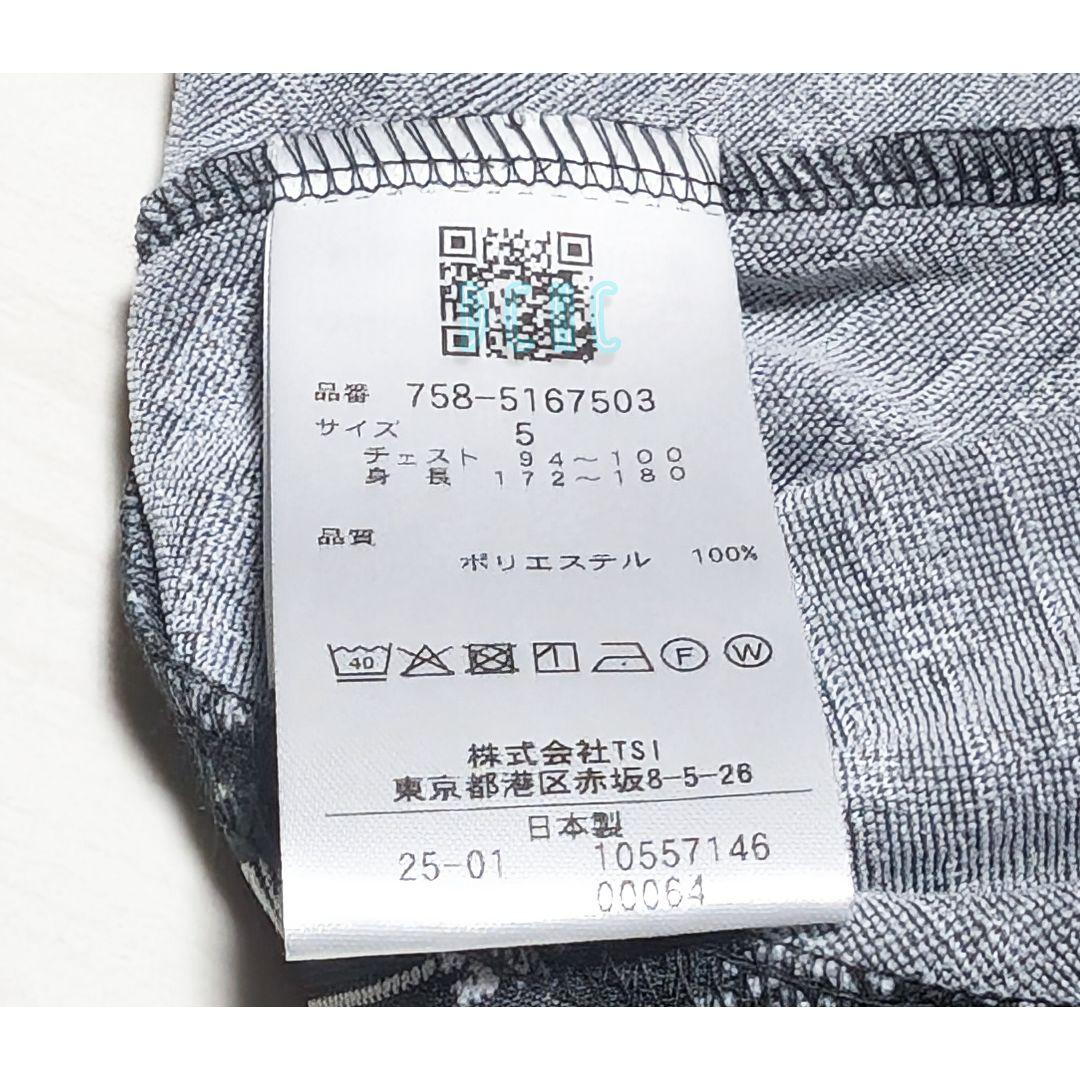 品番 758-5167503
サイズ 5
チェスト 94～100
身長 172～180
品質
ポリエステル 100%
40 F W
株式会社TSI
東京都港区赤坂8-5-26
日本製
25-01 10557146
00064